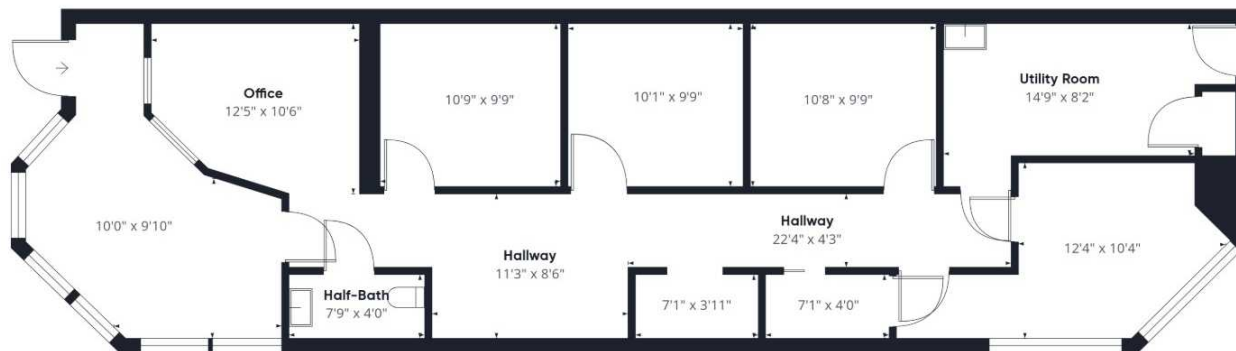 Office
12'5" x 10'6"
10'9" x 9'9"
10'1" x 9'9"
10'8" x 9'9"
Utility Room
14'9" x 8'2"
10'0" x 9'10"
Hallway
11'3" x 8'6"
Hallway
22'4" x 4'3"
12'4" x 10'4"
Half-Bath
7'9" x 4'0"
7'1" x 3'11"
7'1" x 4'0"